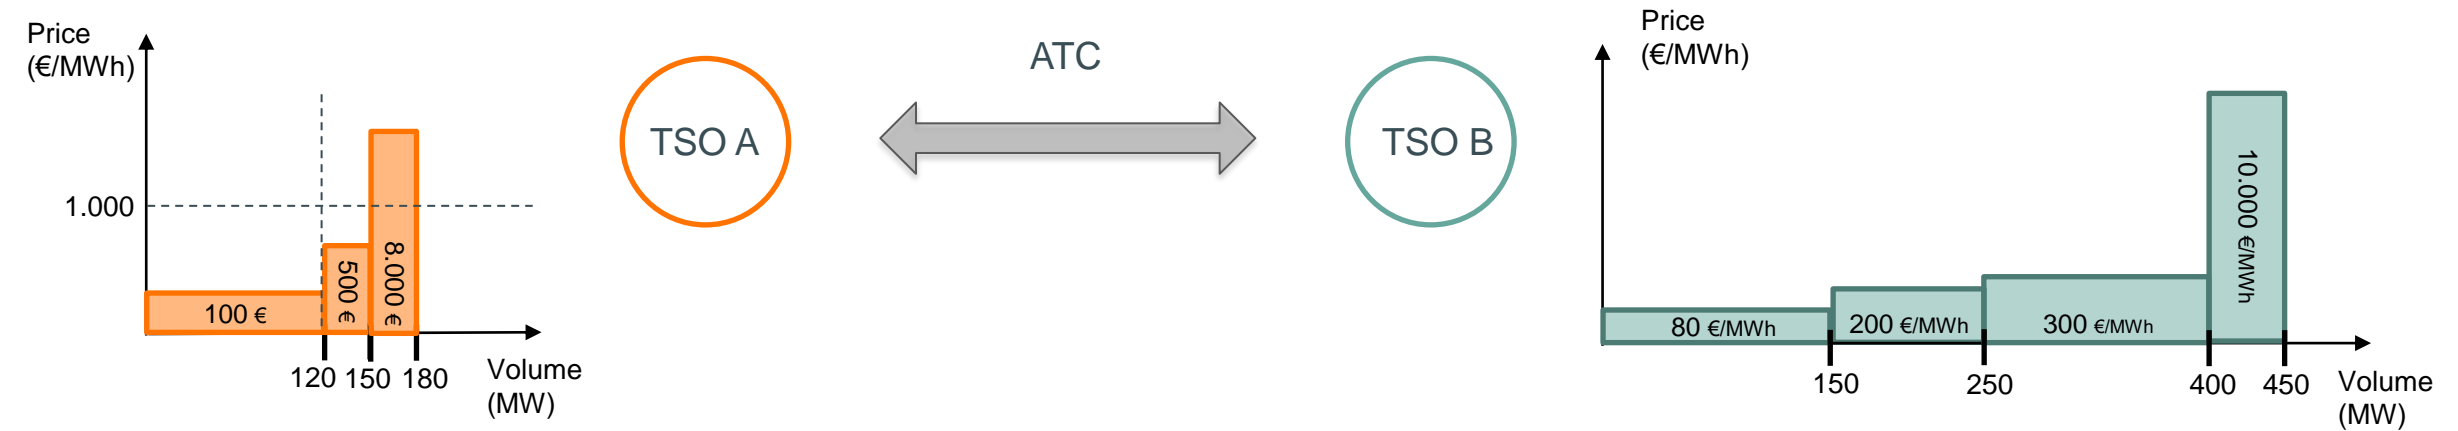 Price
(€/MWh)
1.000
100 €
500 €
8.000 €
120 150 180
Volume
(MW)
TSO A
ATC
TSO B
Price
(€/MWh)
80 €/MWh
200 €/MWh
300 €/MWh
10.000 €/MWh
150
250
400
450
Volume
(MW)